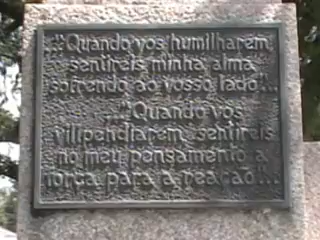 ..."Quando vos humilharem
sentireis minha alma
sofrendo ao vosso lado"...
..."Quando vos
vilipendiarem, sentireis
no meu pensamento a
força para a reação"...